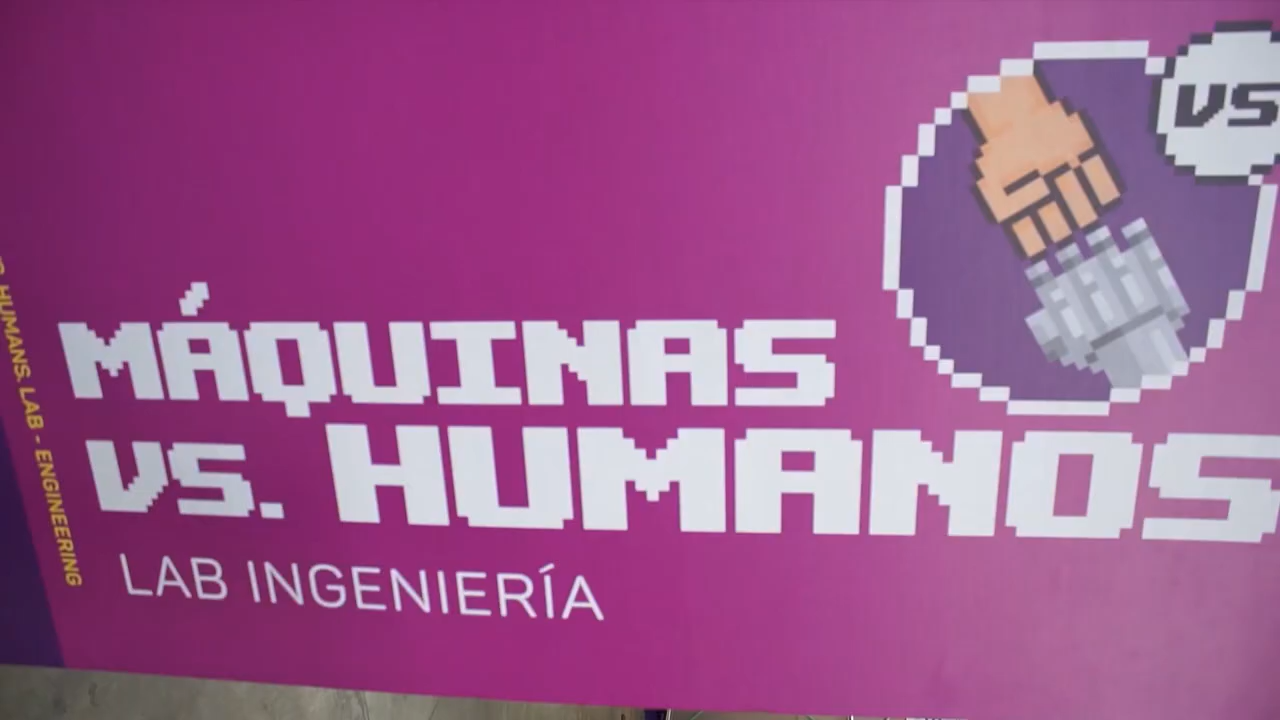 VS
MÁQUINAS
VS. HUMANOS
LAB INGENIERÍA
HUMANS. LAB - ENGINEERING